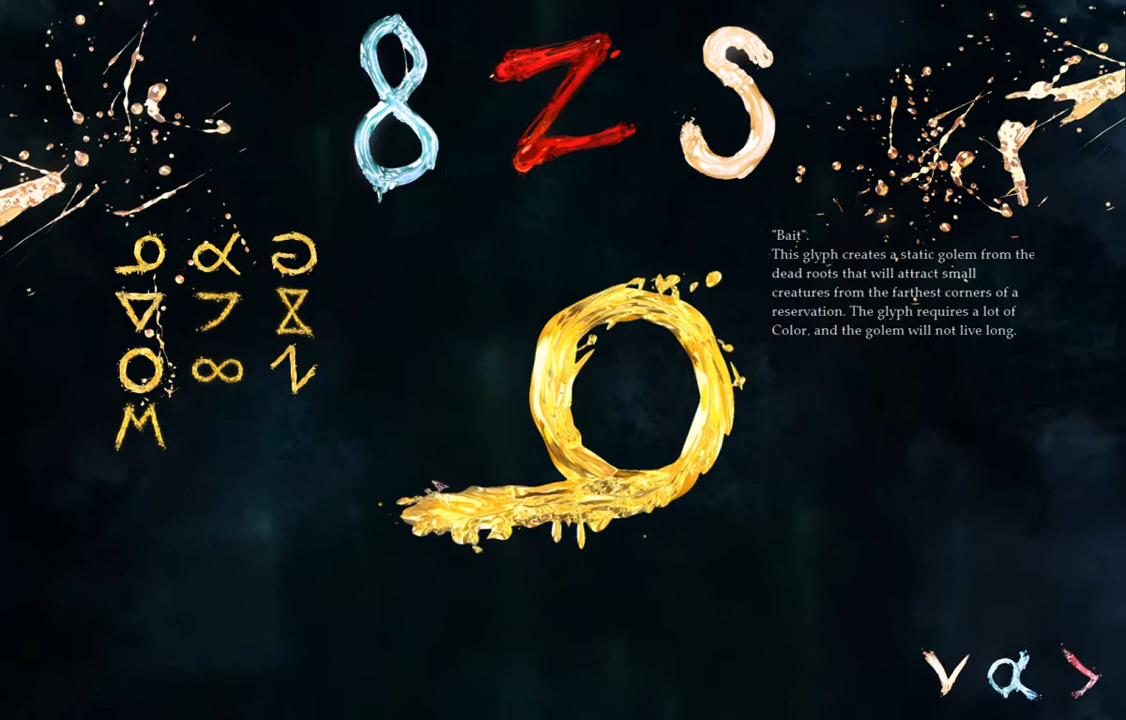 8 Z S
"Bait".
This glyph creates a static golem from the
dead roots that will attract small
creatures from the farthest corners of a
reservation. The glyph requires a lot of
Color, and the golem will not live long.